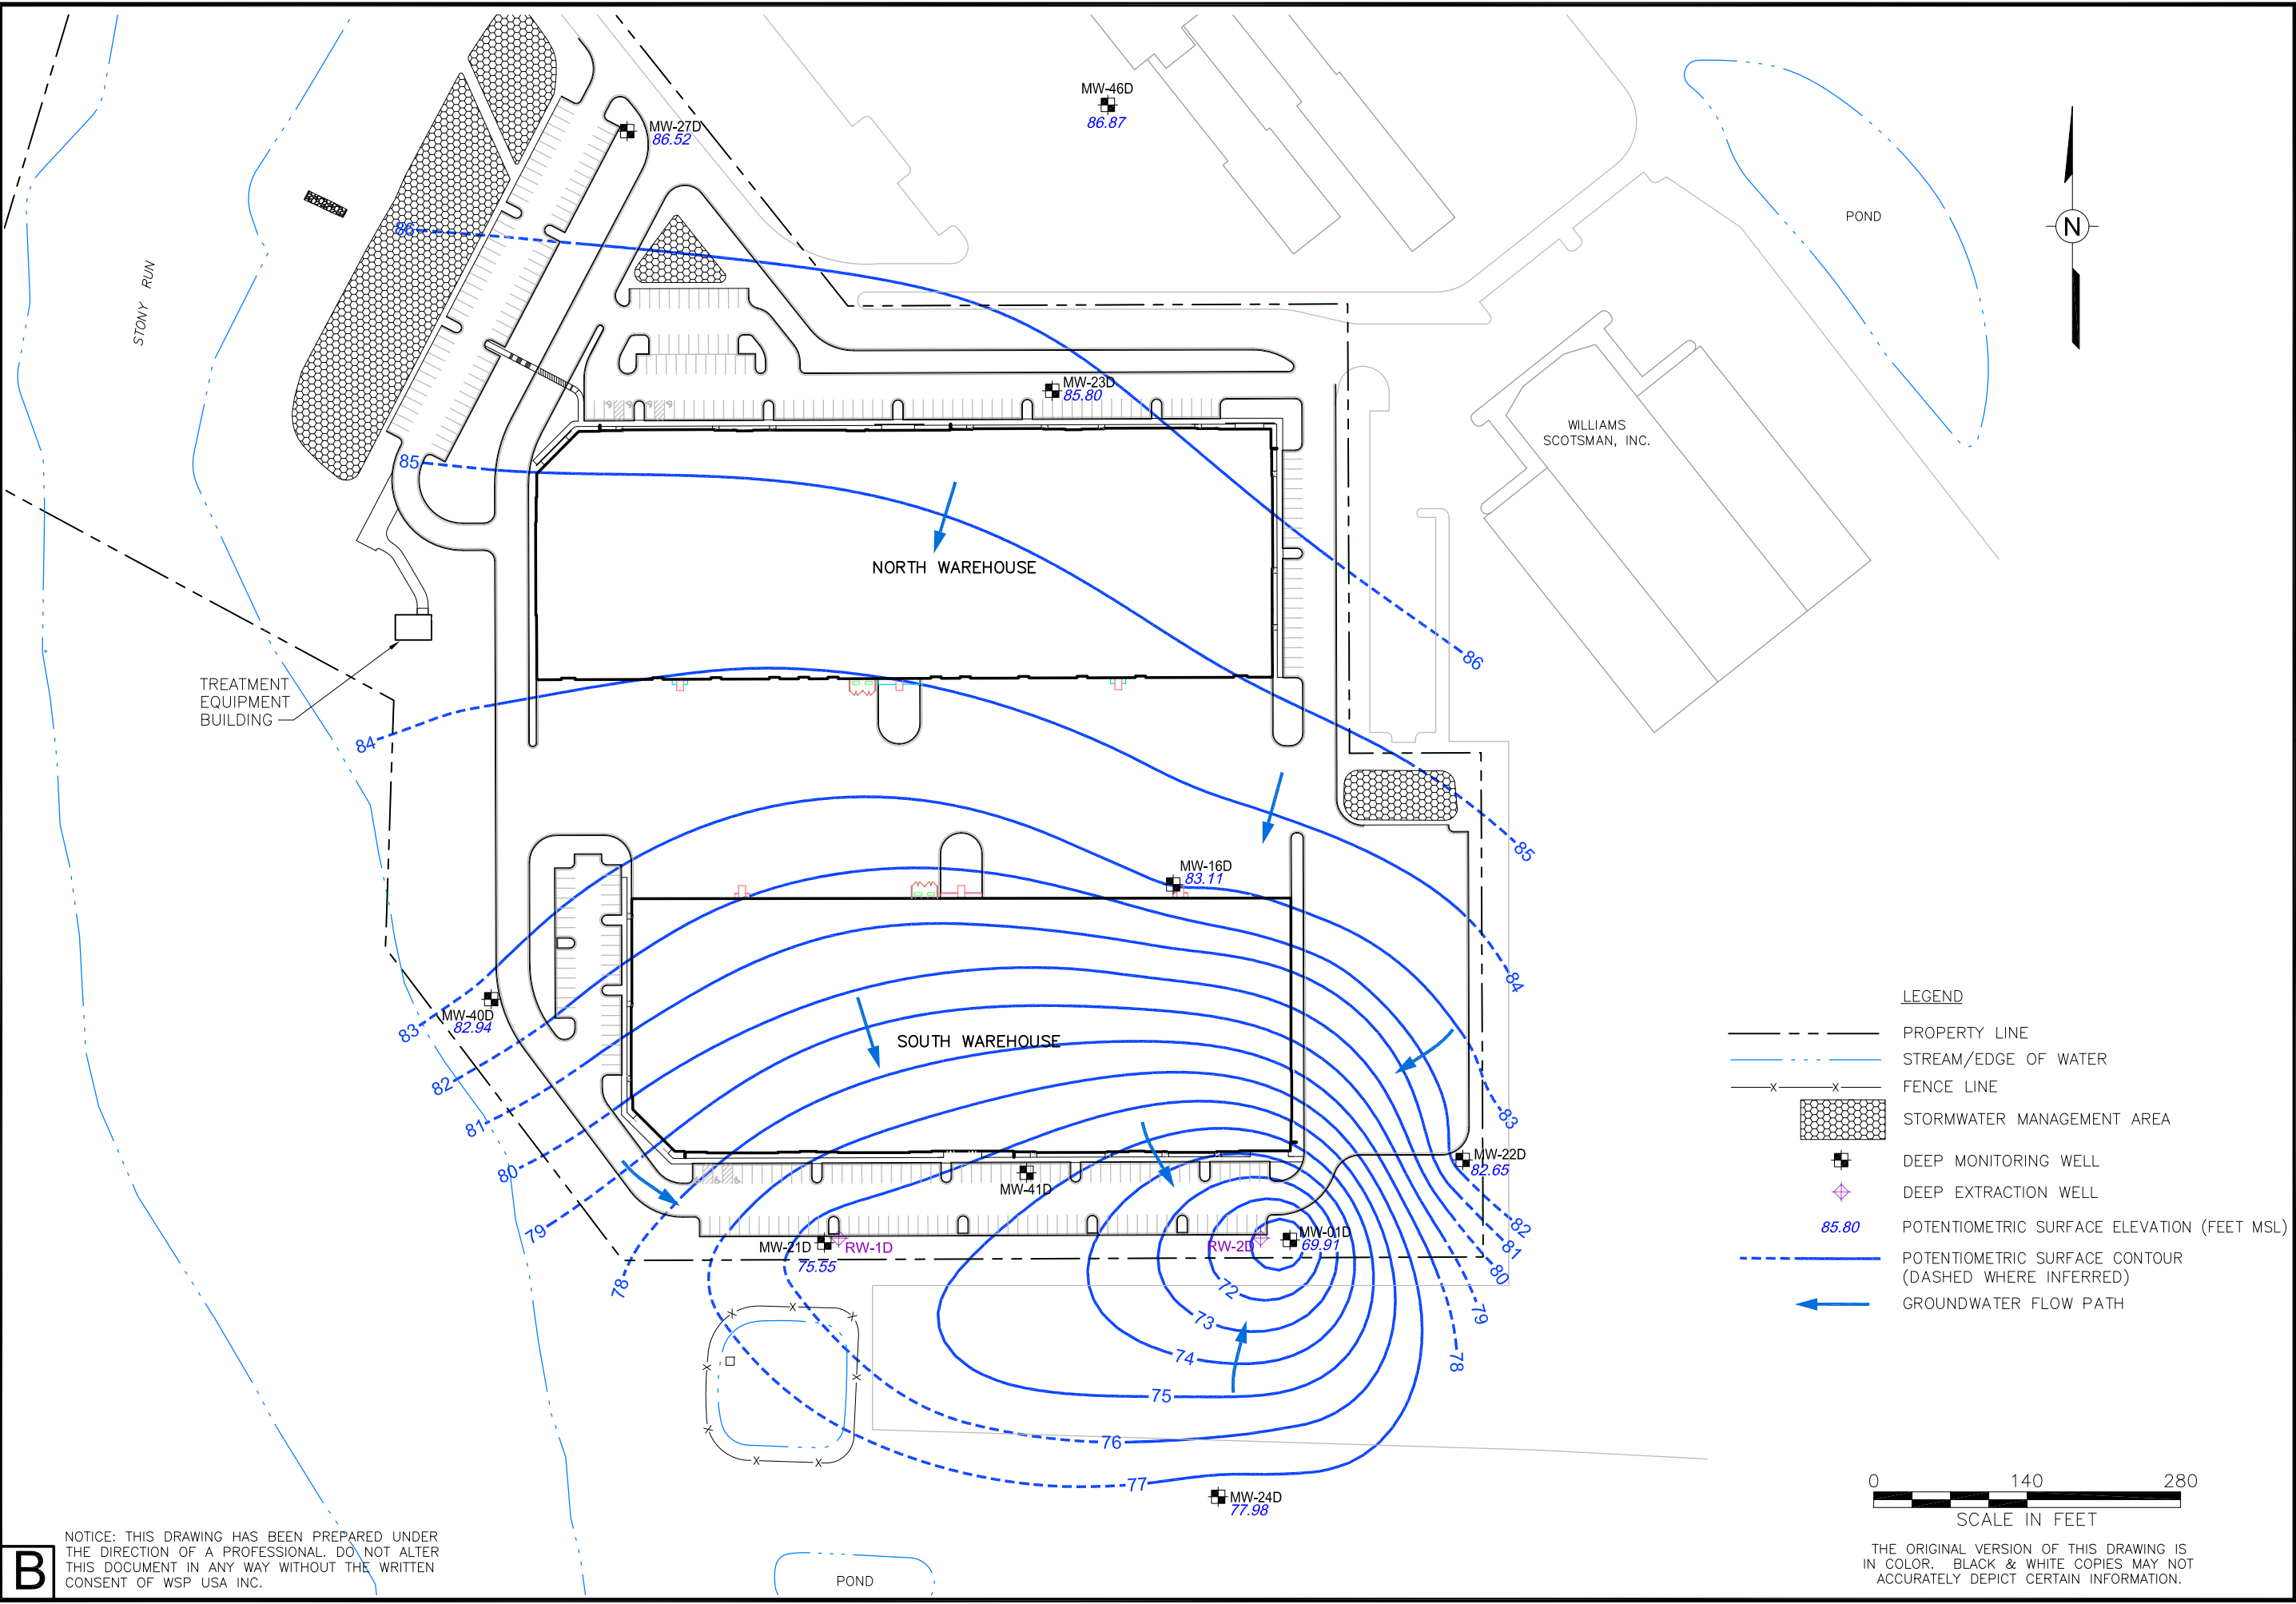 MW-46D
86.87
MW-27D
86.52
POND
N
86
STONY RUN
MW-23D
85.80
WILLIAMS
SCOTSMAN, INC.
85
NORTH WAREHOUSE
86
TREATMENT
EQUIPMENT
BUILDING
84
85
MW-16D
83.11
84
MW-40D
82.94
83
SOUTH WAREHOUSE
82
81
80
79
78
83
MW-22D
82.65
MW-41D
MW-21D
RW-1D
75.55
RW-2D
MW-01D
69.91
82
81
80
79
78
72
73
74
75
76
77
MW-24D
77.98
LEGEND
PROPERTY LINE
STREAM/EDGE OF WATER
X X
FENCE LINE
STORMWATER MANAGEMENT AREA
DEEP MONITORING WELL
DEEP EXTRACTION WELL
85.80
POTENTIOMETRIC SURFACE ELEVATION (FEET MSL)
POTENTIOMETRIC SURFACE CONTOUR
(DASHED WHERE INFERRED)
GROUNDWATER FLOW PATH
0 140 280
SCALE IN FEET
THE ORIGINAL VERSION OF THIS DRAWING IS
IN COLOR. BLACK & WHITE COPIES MAY NOT
ACCURATELY DEPICT CERTAIN INFORMATION.
POND
B
NOTICE: THIS DRAWING HAS BEEN PREPARED UNDER
THE DIRECTION OF A PROFESSIONAL. DO NOT ALTER
THIS DOCUMENT IN ANY WAY WITHOUT THE WRITTEN
CONSENT OF WSP USA INC.